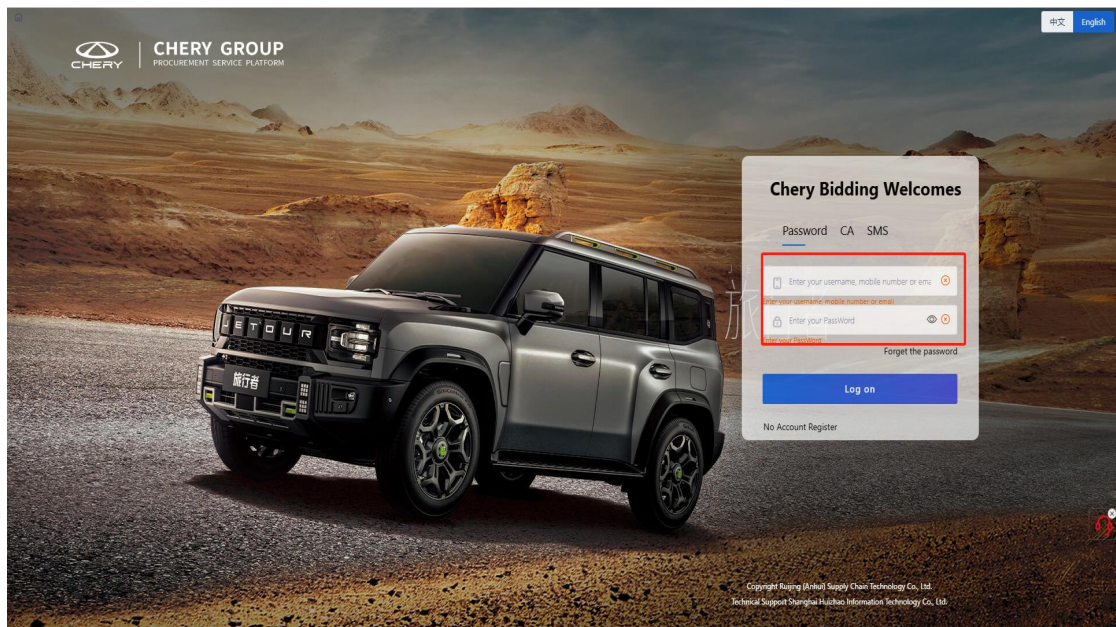 中文 English
CHERY
CHERY GROUP
PROCUREMENT SERVICE PLATFORM
Chery Bidding Welcomes
Password CA SMS
Enter your username, mobile number or ema
Enter your username, mobile number or email
Enter your PassWord
Enter your PassWord
Forget the password
Log on
No Account Register
旅
JETOUR
旅行者
Copyright Ruijing (Anhui) Supply Chain Technology Co., Ltd.
Technical Support Shanghai Huizhao Information Technology Co., Ltd.